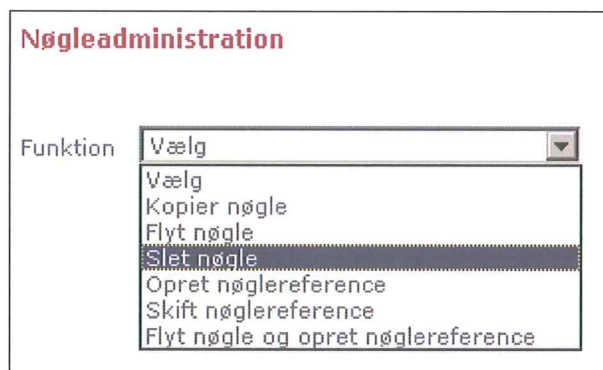 Nøgleadministration
Funktion Vælg
Vælg
Kopier nøgle
Flyt nøgle
Slet nøgle
Opret nøglereference
Skift nøglereference
Flyt nøgle og opret nøglereference